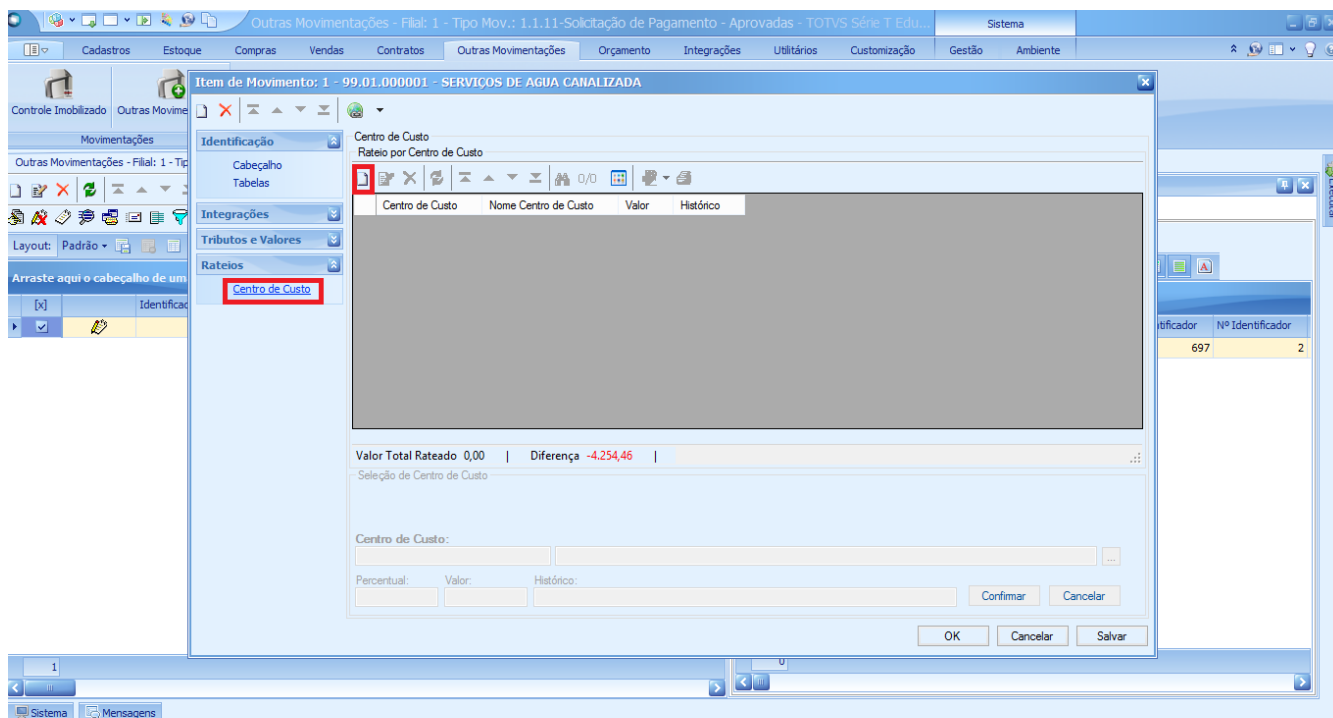 Outras Movimentações - Filial: 1 - Tipo Mov.: 1.1.11-Solicitação de Pagamento - Aprovadas - TOTVS Série T Edu...
Sistema
Cadastros Estoque Compras Vendas Contratos Outras Movimentações Orçamento Integrações Utilitários Customização Gestão Ambiente
Controle Imobilizado Outras Movime
Movimentações
Outras Movimentações - Filial: 1 - Tip
Layout: Padrão
Arraste aqui o cabeçalho de um
[x] Identificad
Item de Movimento: 1 - 99.01.000001 - SERVIÇOS DE AGUA CANALIZADA
Identificação
Cabeçalho
Tabelas
Integrações
Tributos e Valores
Rateios
Centro de Custo
Centro de Custo
Rateio por Centro de Custo
0/0
Centro de Custo Nome Centro de Custo Valor Histórico
Valor Total Rateado 0,00 | Diferença -4.254,46 |
Seleção de Centro de Custo
Centro de Custo:
...
Percentual: Valor: Histórico:
Confirmar Cancelar
OK Cancelar Salvar
tificador Nº Identificador
697 2
1
0
Sistema Mensagens